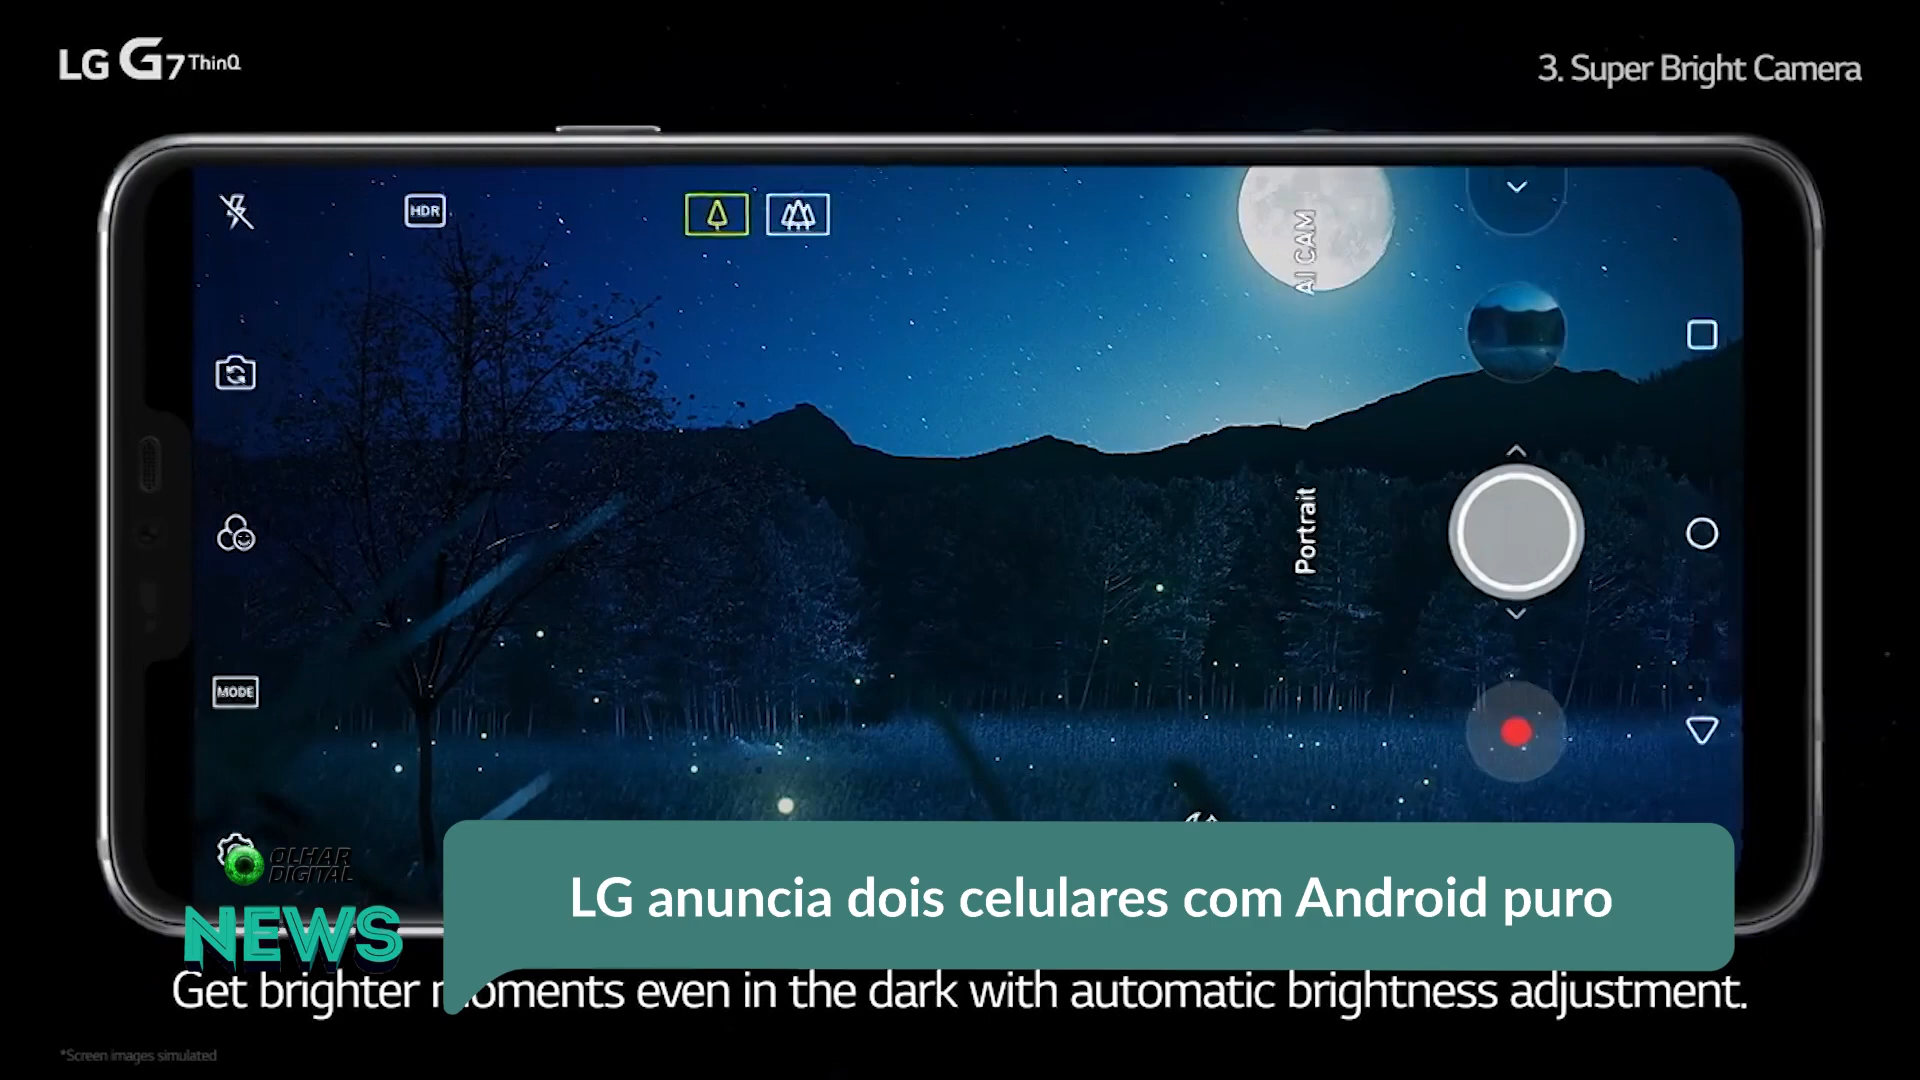 LG G7 ThinQ
3. Super Bright Camera
HDR
AI CAM
Portrait
MODE
OLHAR
DIGITAL
NEWS
LG anuncia dois celulares com Android puro
Get brighter moments even in the dark with automatic brightness adjustment.
*Screen images simulated